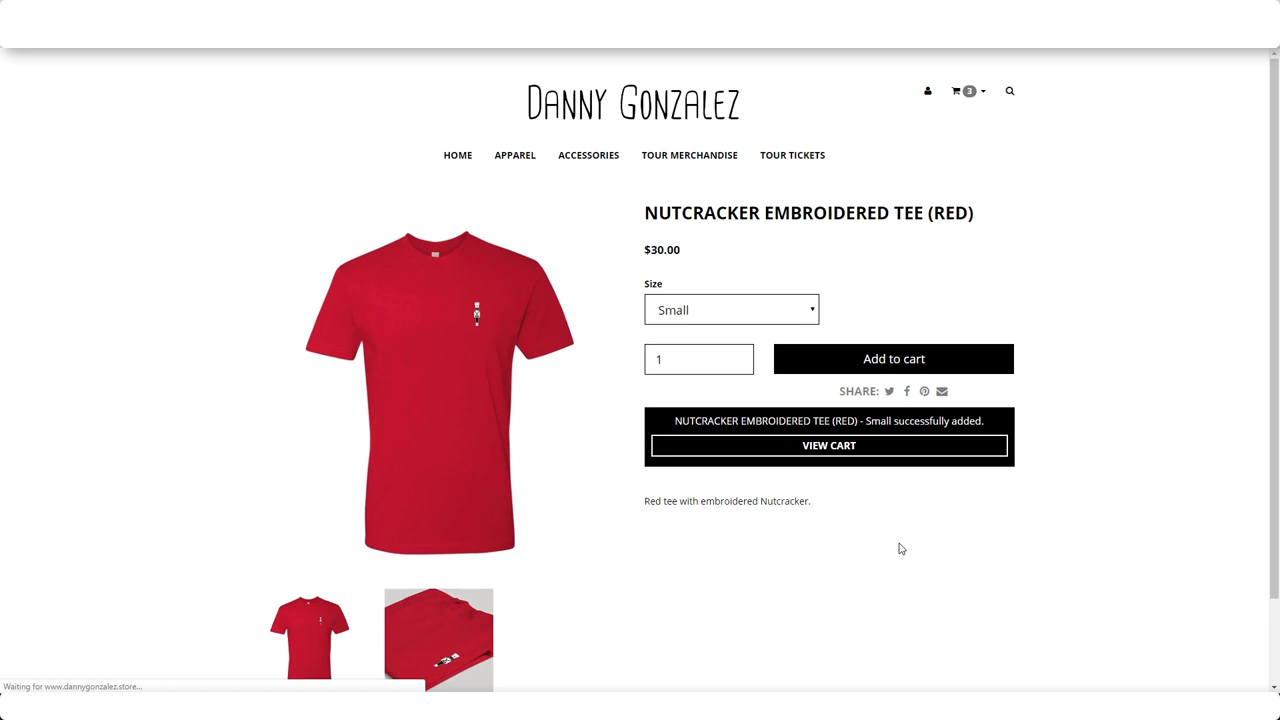 DANNY GONZALEZ
3
HOME APPAREL ACCESSORIES TOUR MERCHANDISE TOUR TICKETS
NUTCRACKER EMBROIDERED TEE (RED)
$30.00
Size
Small
1 Add to cart
SHARE:
NUTCRACKER EMBROIDERED TEE (RED) - Small successfully added.
VIEW CART
Red tee with embroidered Nutcracker.
Waiting for www.dannygonzalez.store...